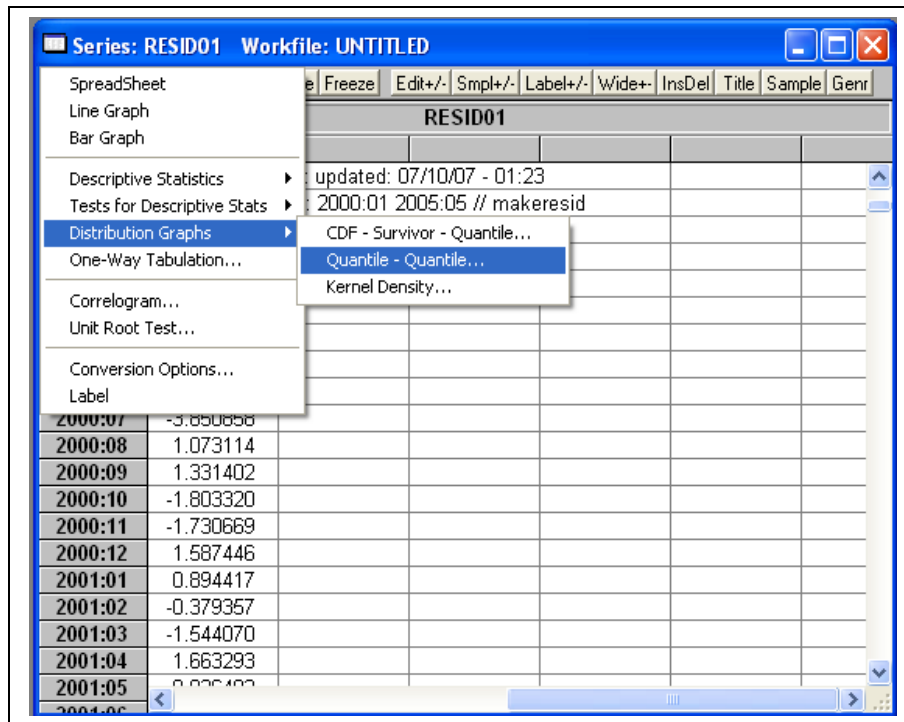 Series: RESID01 Workfile: UNTITLED
Freeze Edit+/- Smpl+/- Label+/- Wide+- InsDel Title Sample Genr
SpreadSheet
Line Graph
Bar Graph
Descriptive Statistics
Tests for Descriptive Stats
Distribution Graphs
One-Way Tabulation...
Correlogram...
Unit Root Test...
Conversion Options...
Label
CDF - Survivor - Quantile...
Quantile - Quantile...
Kernel Density...
RESID01
updated: 07/10/07 - 01:23
: 2000:01 2005:05 // makeresid
2000:07 -3.850858
2000:08 1.073114
2000:09 1.331402
2000:10 -1.803320
2000:11 -1.730669
2000:12 1.587446
2001:01 0.894417
2001:02 -0.379357
2001:03 -1.544070
2001:04 1.663293
2001:05